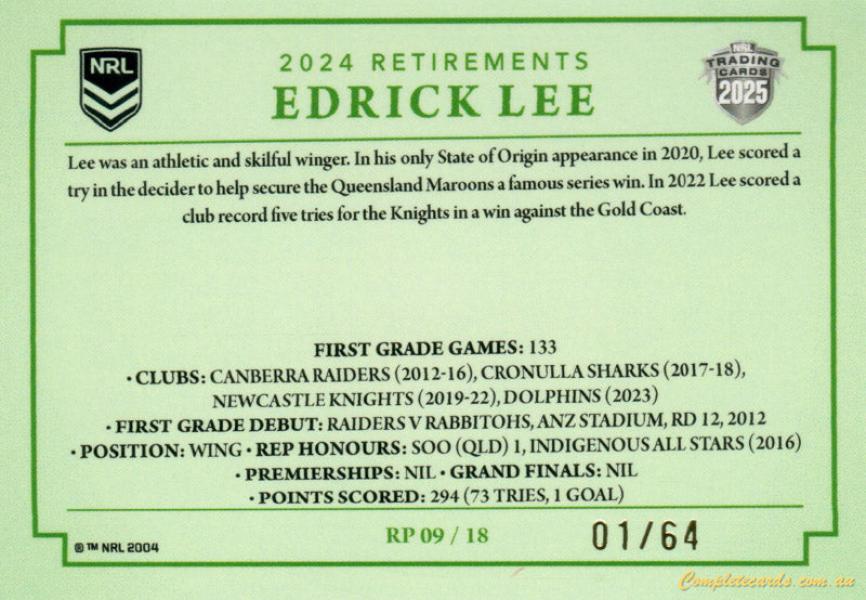 NRL
2024 RETIREMENTS
EDRICK LEE
NRL
TRADING
CARDS
2025
Lee was an athletic and skilful winger. In his only State of Origin appearance in 2020, Lee scored a
try in the decider to help secure the Queensland Maroons a famous series win. In 2022 Lee scored a
club record five tries for the Knights in a win against the Gold Coast.
FIRST GRADE GAMES: 133
• CLUBS: CANBERRA RAIDERS (2012-16), CRONULLA SHARKS (2017-18),
NEWCASTLE KNIGHTS (2019-22), DOLPHINS (2023)
• FIRST GRADE DEBUT: RAIDERS V RABBITOHS, ANZ STADIUM, RD 12, 2012
• POSITION: WING • REP HONOURS: SOO (QLD) 1, INDIGENOUS ALL STARS (2016)
• PREMIERSHIPS: NIL • GRAND FINALS: NIL
• POINTS SCORED: 294 (73 TRIES, 1 GOAL)
® ™ NRL 2004
RP 09 / 18
01/64
Completecards.com.au